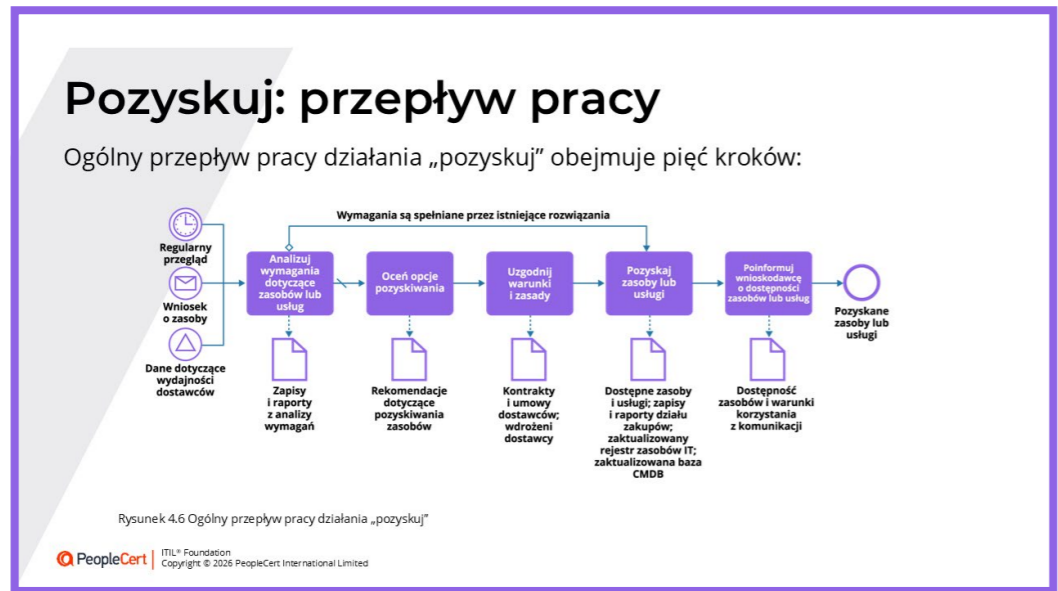 Pozyskuj: przepływ pracy
Ogólny przepływ pracy działania „pozyskuj” obejmuje pięć kroków:
Wymagania są spełniane przez istniejące rozwiązania
Regularny
przegląd
Wniosek
o zasoby
Dane dotyczące
wydajności
dostawców
Analizuj
wymagania
dotyczące
zasobów lub
usług
Oceń opcje
pozyskiwania
Uzgodnij
warunki
i zasady
Pozyskaj
zasoby lub
usługi
Poinformuj
wnioskodawcę
o dostępności
zasobów lub usług
Pozyskane
zasoby lub
usługi
Zapisy
i raporty
z analizy
wymagań
Rekomendacje
dotyczące
pozyskiwania
zasobów
Kontrakty
i umowy
dostawców;
wdrożeni
dostawcy
Dostępne zasoby
i usługi; zapisy
i raporty działu
zakupów;
zaktualizowany
rejestr zasobów IT;
zaktualizowana baza
CMDB
Dostępność
zasobów i warunki
korzystania
z komunikacji
Rysunek 4.6 Ogólny przepływ pracy działania „pozyskuj”
PeopleCert
ITIL® Foundation
Copyright © 2026 PeopleCert International Limited